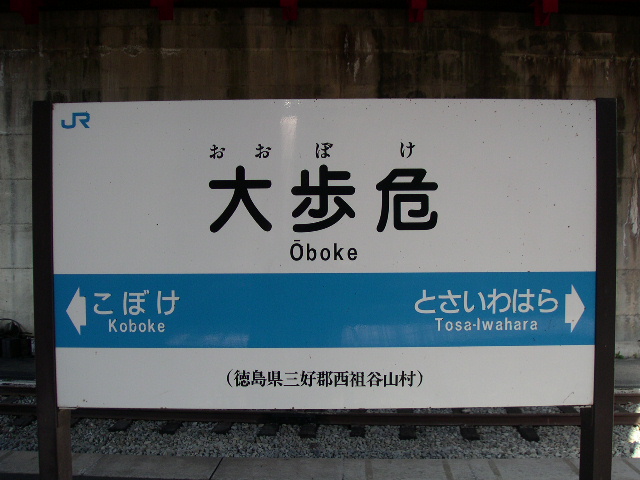 JR
おおぼけ
大歩危
Ōboke
こぼけ
Koboke
とさいわはら
Tosa-Iwahara
(徳島県三好郡西祖谷山村)